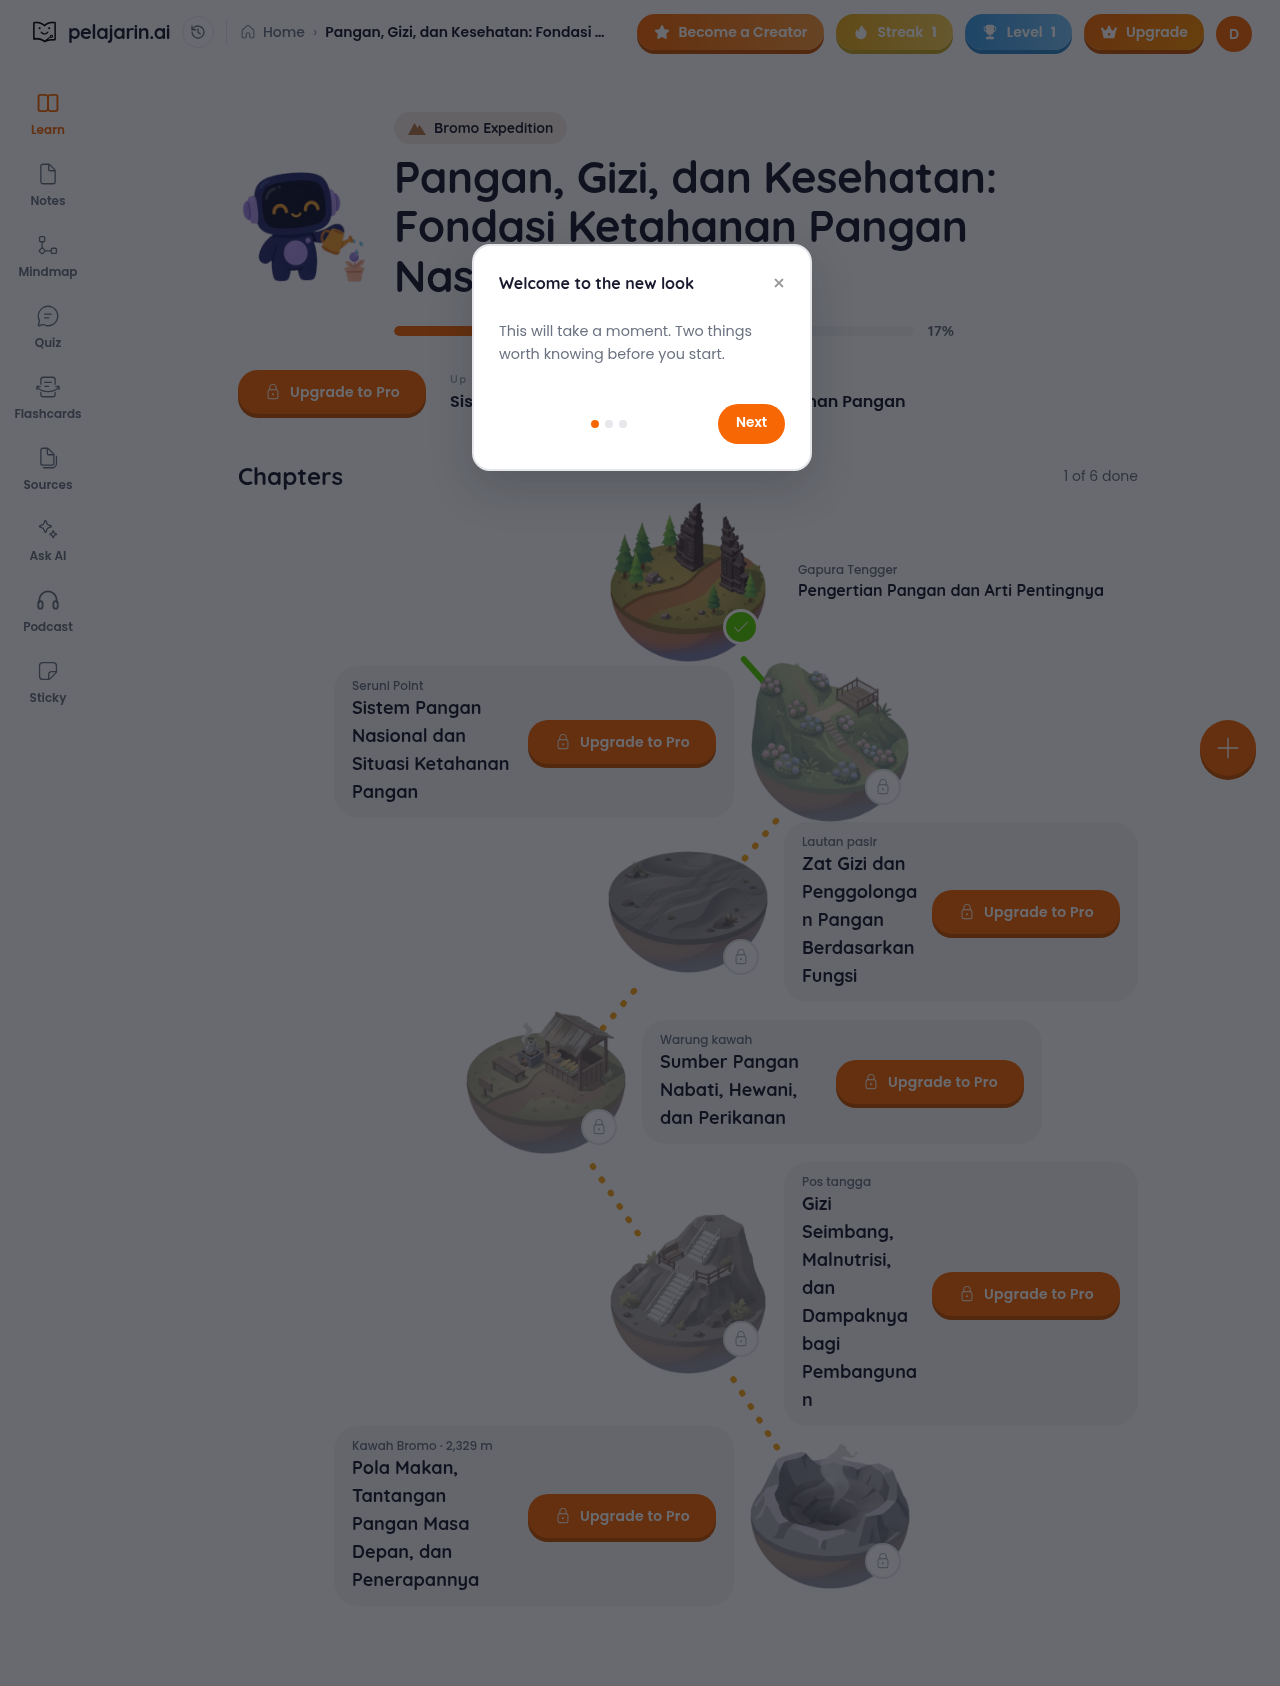 pelajarin.ai
Home › Pangan, Gizi, dan Kesehatan: Fondasi ...
Become a Creator
Streak 1
Level 1
Upgrade
D
Learn
Notes
Mindmap
Quiz
Flashcards
Sources
Ask AI
Podcast
Sticky
Bromo Expedition
Pangan, Gizi, dan Kesehatan:
Fondasi Ketahanan Pangan
Nas
17%
Upgrade to Pro
Up
Sis
Pangan
Welcome to the new look
×
This will take a moment. Two things
worth knowing before you start.
Next
Chapters
1 of 6 done
Gapura Tengger
Pengertian Pangan dan Arti Pentingnya
Seruni Point
Sistem Pangan
Nasional dan
Situasi Ketahanan
Pangan
Upgrade to Pro
Lautan pasir
Zat Gizi dan
Penggolonga
n Pangan
Berdasarkan
Fungsi
Upgrade to Pro
Warung kawah
Sumber Pangan
Nabati, Hewani,
dan Perikanan
Upgrade to Pro
Pos tangga
Gizi
Seimbang,
Malnutrisi,
dan
Dampaknya
bagi
Pembanguna
n
Upgrade to Pro
Kawah Bromo · 2,329 m
Pola Makan,
Tantangan
Pangan Masa
Depan, dan
Penerapannya
Upgrade to Pro